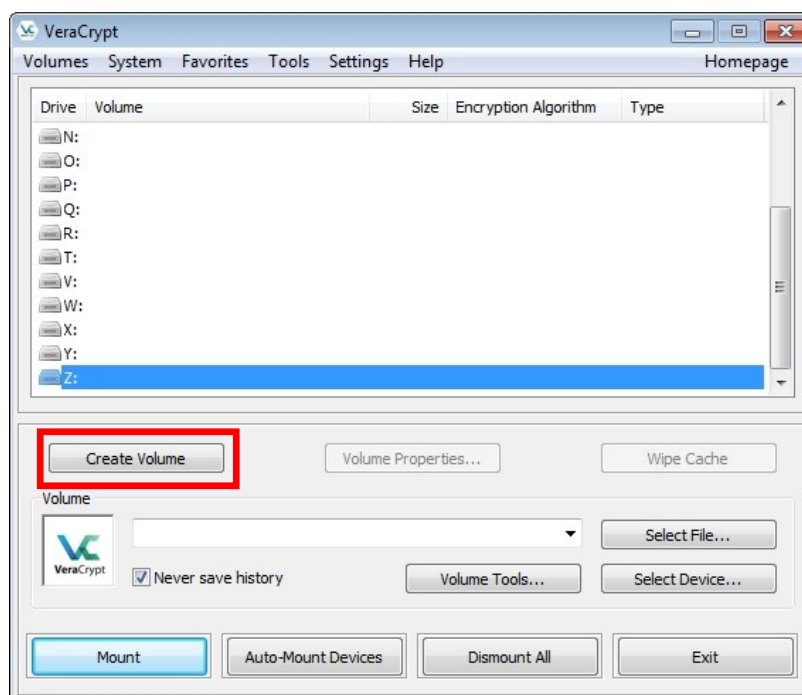 VeraCrypt
Volumes System Favorites Tools Settings Help Homepage
Drive Volume Size Encryption Algorithm Type
N:
O:
P:
Q:
R:
T:
V:
W:
X:
Y:
Z:
Create Volume Volume Properties... Wipe Cache
Volume
VeraCrypt
Select File...
Never save history Volume Tools... Select Device...
Mount Auto-Mount Devices Dismount All Exit